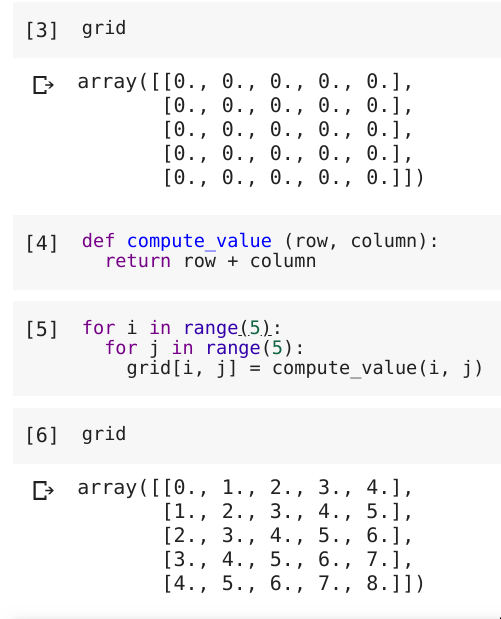 [3] grid
array([[0., 0., 0., 0., 0.],
[0., 0., 0., 0., 0.],
[0., 0., 0., 0., 0.],
[0., 0., 0., 0., 0.],
[0., 0., 0., 0., 0.]])
[4] def compute_value (row, column):
return row + column
[5] for i in range(5):
for j in range(5):
grid[i, j] = compute_value(i, j)
[6] grid
array([[0., 1., 2., 3., 4.],
[1., 2., 3., 4., 5.],
[2., 3., 4., 5., 6.],
[3., 4., 5., 6., 7.],
[4., 5., 6., 7., 8.]])